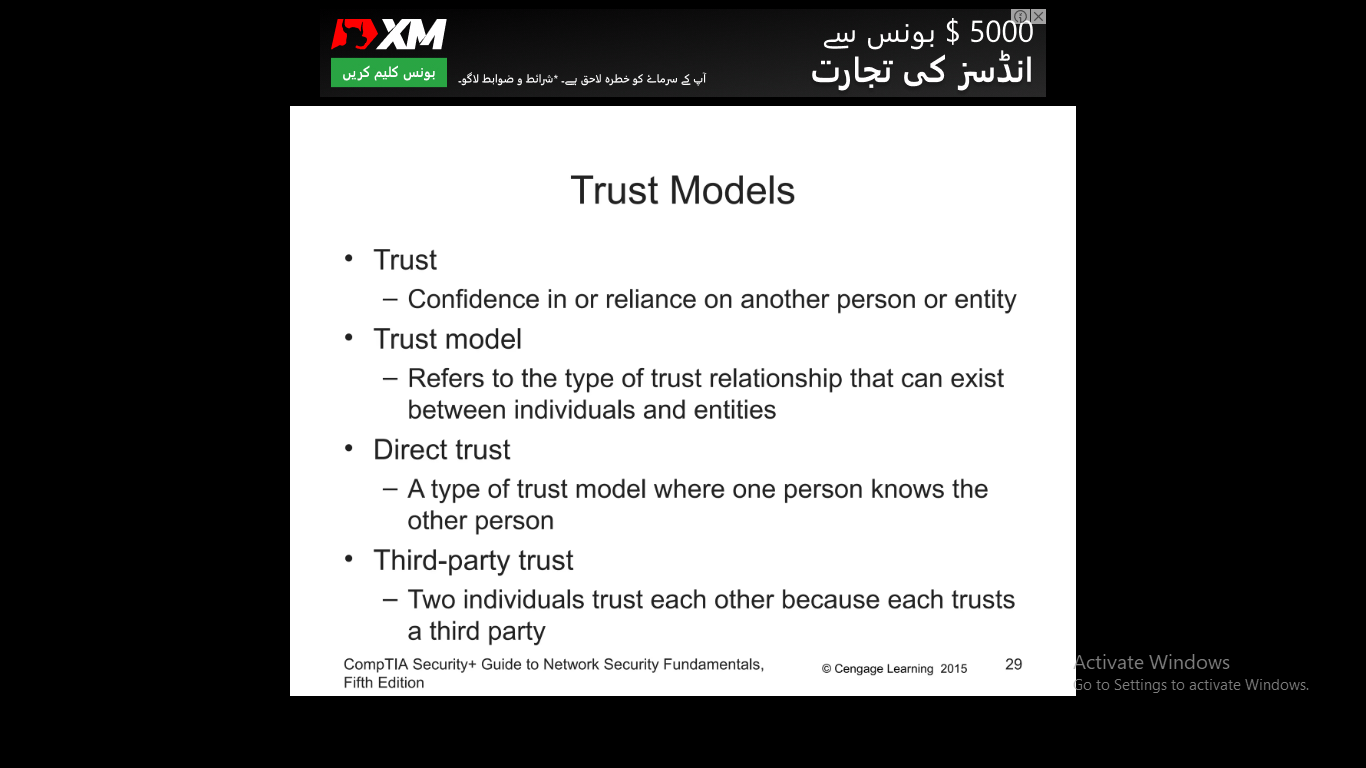 XM
5000 $ بونس سے
انڈسز کی تجارت
بونس کلیم کریں
آپ کے سرمائے کو خطرہ لاحق ہے۔ *شرائط و ضوابط لاگو۔
Trust Models
• Trust
– Confidence in or reliance on another person or entity
• Trust model
– Refers to the type of trust relationship that can exist
between individuals and entities
• Direct trust
– A type of trust model where one person knows the
other person
• Third-party trust
– Two individuals trust each other because each trusts
a third party
CompTIA Security+ Guide to Network Security Fundamentals,
Fifth Edition
© Cengage Learning 2015
29
Activate Windows
Go to Settings to activate Windows.